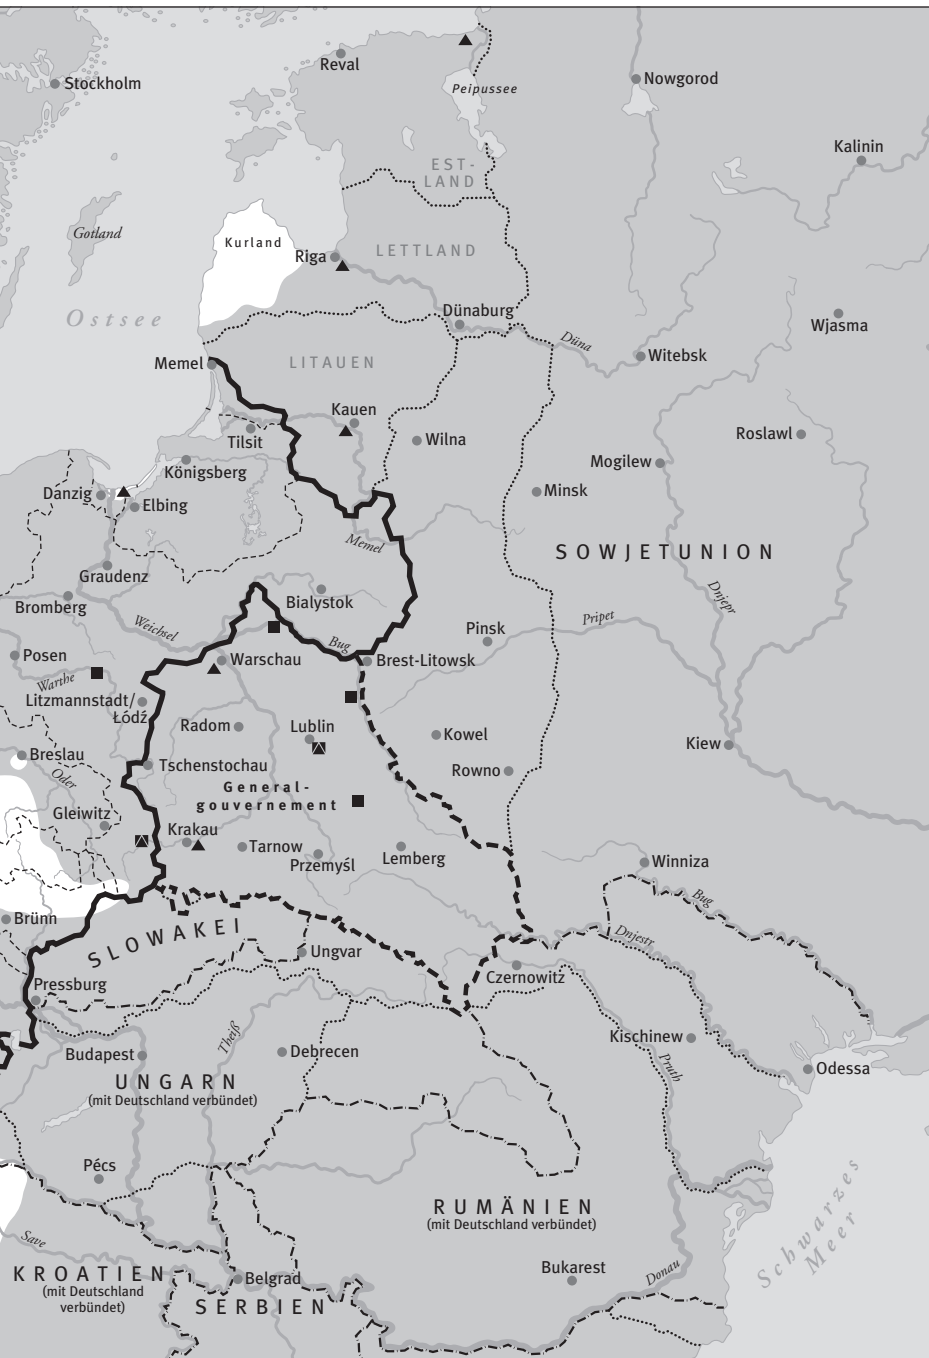 Reval
Stockholm
Nowgorod
Peipussee
Kalinin
EST-
LAND
Gotland
Kurland
Riga
LETTLAND
Ostsee
Dünaburg
Wjasma
Düna
Memel
LITAUEN
Witebsk
Kauen
Tilsit
Wilna
Roslawl
Königsberg
Mogilew
Danzig
Elbing
Minsk
Memel
SOWJETUNION
Graudenz
Bromberg
Bialystok
Dnjepr
Weichsel
Pinsk
Pripet
Bug
Posen
Warschau
Brest-Litowsk
Warthe
Litzmannstadt/
Łódź
Radom
Lublin
Kowel
Kiew
Breslau
Oder
Tschenstochau
Rowno
General-
gouvernement
Gleiwitz
Krakau
Tarnow
Przemyśl
Lemberg
Winniza
Bug
Brünn
SLOWAKEI
Dnjestr
Ungvar
Czernowitz
Pressburg
Theiß
Kischinew
Budapest
Debrecen
Pruth
Odessa
UNGARN
(mit Deutschland verbündet)
Pécs
RUMÄNIEN
(mit Deutschland verbündet)
Schwarzes
Meer
Save
KROATIEN
(mit Deutschland
verbündet)
Belgrad
Bukarest
Donau
SERBIEN